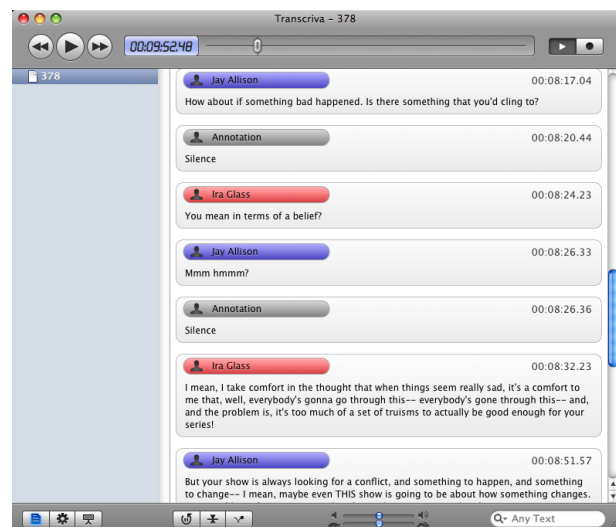 Transcriva – 378
00:09:52.48
378
Jay Allison 00:08:17.04
How about if something bad happened. Is there something that you'd cling to?
Annotation 00:08:20.44
Silence
Ira Glass 00:08:24.23
You mean in terms of a belief?
Jay Allison 00:08:26.33
Mmm hmmm?
Annotation 00:08:26.36
Silence
Ira Glass 00:08:32.23
I mean, I take comfort in the thought that when things seem really sad, it's a comfort to
me that, well, everybody's gonna go through this-- everybody's gone through this-- and,
and the problem is, it's too much of a set of truisms to actually be good enough for your
series!
Jay Allison 00:08:51.57
But your show is always looking for a conflict, and something to happen, and something
to change-- I mean, maybe even THIS show is going to be about how something changes.
Any Text